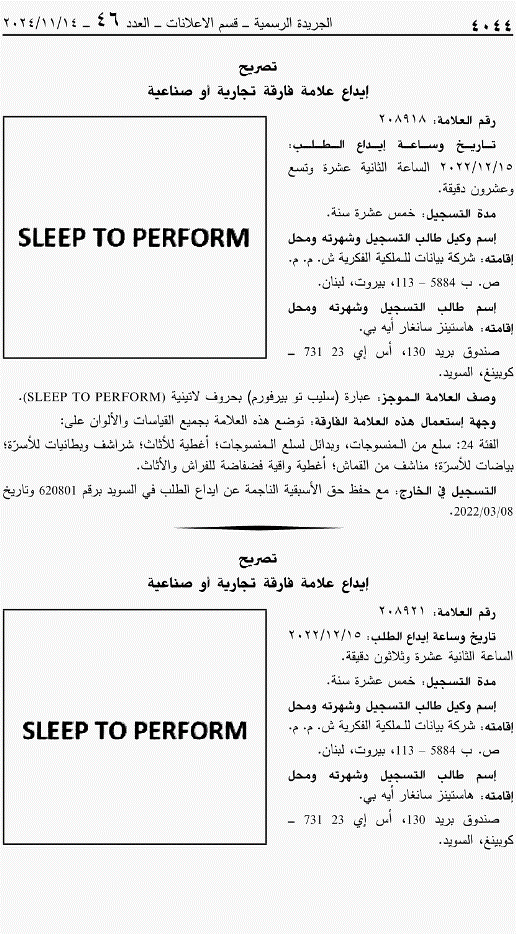 ٤٠٤٤
الجريدة الرسمية ـ قسم الاعلانات ـ العدد ٤٦ ـ ٢٠٢٤/١١/١٤
تصريح
إيداع علامة فارقة تجارية أو صناعية
SLEEP TO PERFORM
رقم العلامة: ٢٠٨٩١٨
تـاريـخ وسـاعـة إيـداع الـطـلـب:
٢٠٢٢/١٢/١٥ الساعة الثانية عشرة وتسع
وعشرون دقيقة.
مدة التسجيل: خمس عشرة سنة.
إسم وكيل طالب التسجيل وشهرته ومحل
إقامته: شركة بيانات للـملكية الفكرية ش. م. م.
ص. ب 5884 – 113، بيروت، لبنان.
إسم طالب التسجيل وشهرته ومحل
إقامته: هاستينز سانغار أيه بي.
صندوق بريد 130، أس إي 23 731 ـ
كوبينغ، السويد.
وصف العلامة الـموجز: عبارة (سليب تو بيرفورم) بحروف لاتينية (SLEEP TO PERFORM).
وجهة إستعمال هذه العلامة الفارقة: توضع هذه العلامة بجميع القياسات والألوان على:
الفئة 24: سلع من الـمنسوجات، وبدائل لسلع الـمنسوجات؛ أغطية للأثاث؛ شراشف وبطانيات للأسرّة؛
بياضات للأسرّة؛ مناشف من القماش؛ أغطية واقية فضفاضة للفراش والأثاث.
التسجيل في الخارج: مع حفظ حق الأسبقية الناجمة عن ايداع الطلب في السويد برقم 620801 وتاريخ
2022/03/08.
تصريح
إيداع علامة فارقة تجارية أو صناعية
SLEEP TO PERFORM
رقم العلامة: ٢٠٨٩٢١
تاريخ وساعة إيداع الطلب: ٢٠٢٢/١٢/١٥
الساعة الثانية عشرة وثلاثون دقيقة.
مدة التسجيل: خمس عشرة سنة.
إسم وكيل طالب التسجيل وشهرته ومحل
إقامته: شركة بيانات للـملكية الفكرية ش. م. م.
ص. ب 5884 – 113، بيروت، لبنان.
إسم طالب التسجيل وشهرته ومحل
إقامته: هاستينز سانغار أيه بي.
صندوق بريد 130، أس إي 23 731 ـ
كوبينغ، السويد.